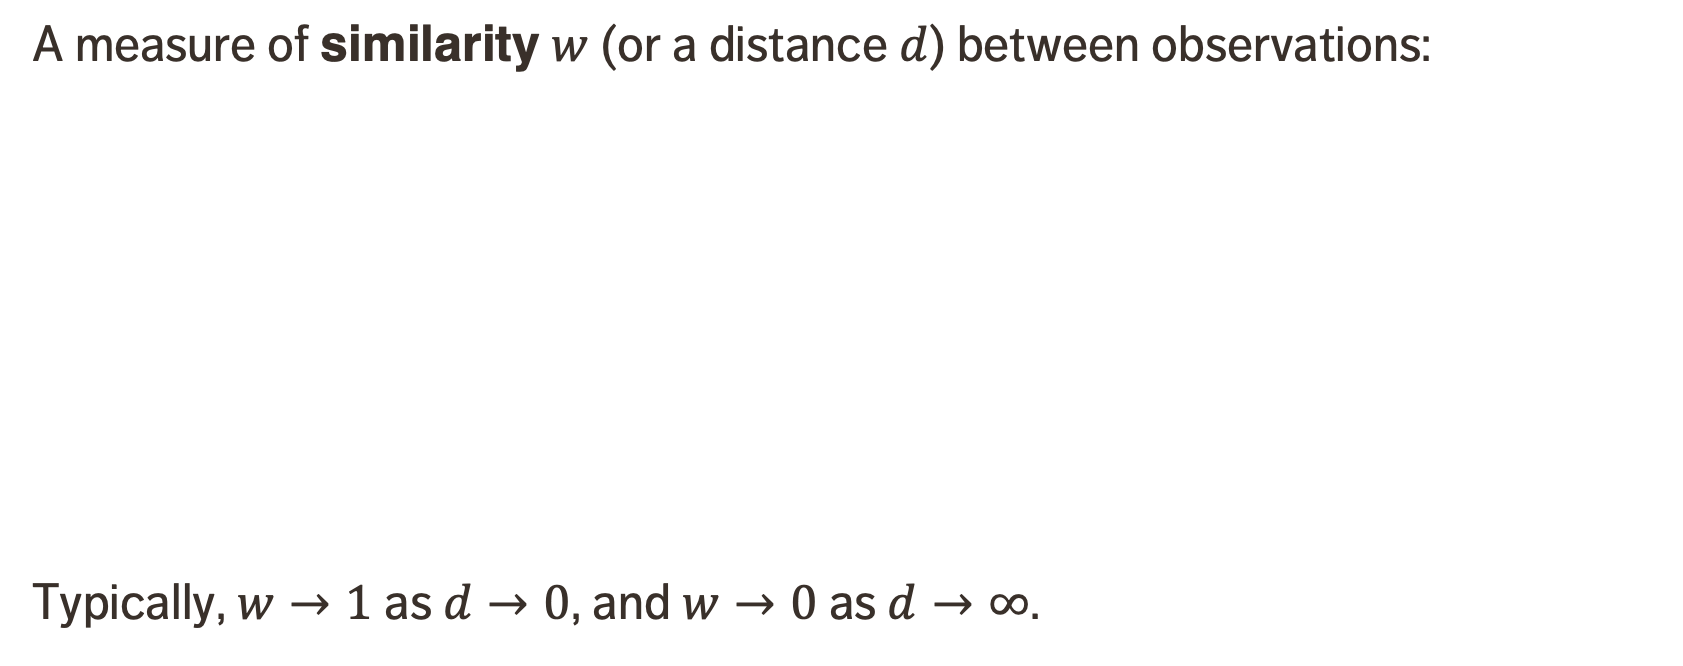 A measure of similarity w (or a distance d) between observations:
Typically, w → 1 as d → 0, and w → 0 as d → ∞.